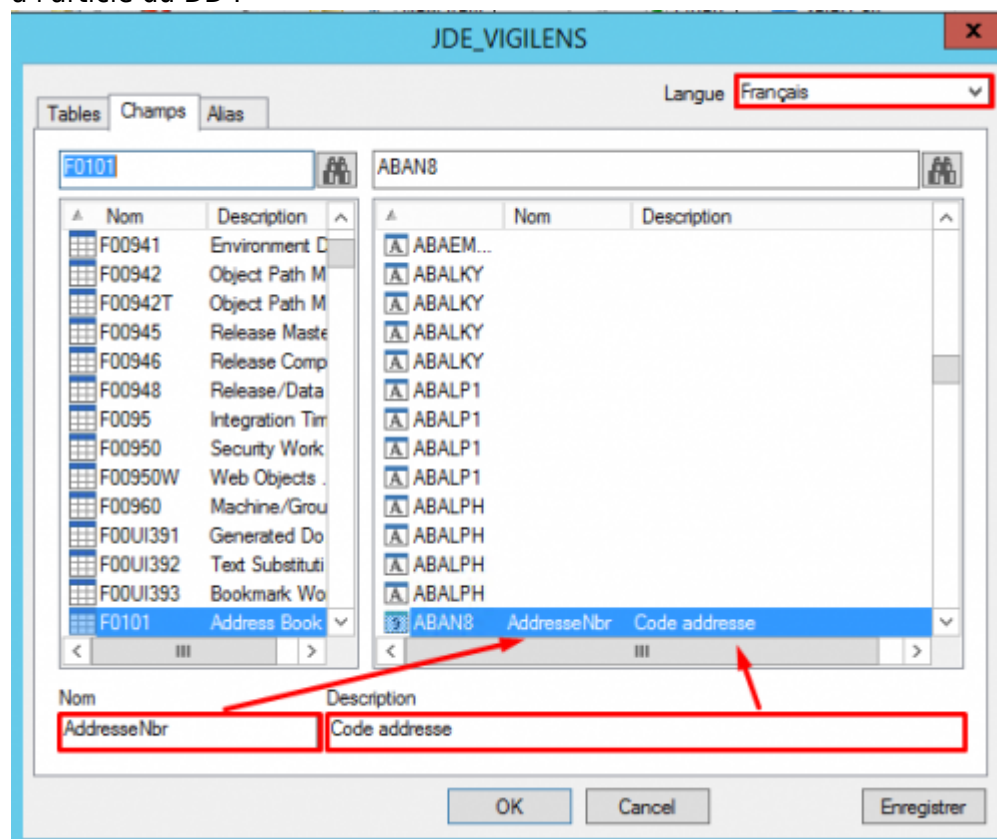 à l'article du DD :
JDE_VIGILENS
x
Langue Français
Tables Champs Alias
F0101 ABAN8
Nom Description Nom Description
F00941 Environment D ABAEM...
F00942 Object Path M ABALKY
F00942T Object Path M ABALKY
F00945 Release Maste ABALKY
F00946 Release Comp ABALKY
F00948 Release/Data ABALP1
F0095 Integration Tim ABALP1
F00950 Security Work ABALP1
F00950W Web Objects . ABALP1
F00960 Machine/Grou ABALPH
F00UI391 Generated Do ABALPH
F00UI392 Text Substituti ABALPH
F00UI393 Bookmark Wo ABALPH
F0101 Address Book ABAN8 AddresseNbr Code addresse
Nom Description
AddresseNbr Code addresse
OK Cancel Enregistrer